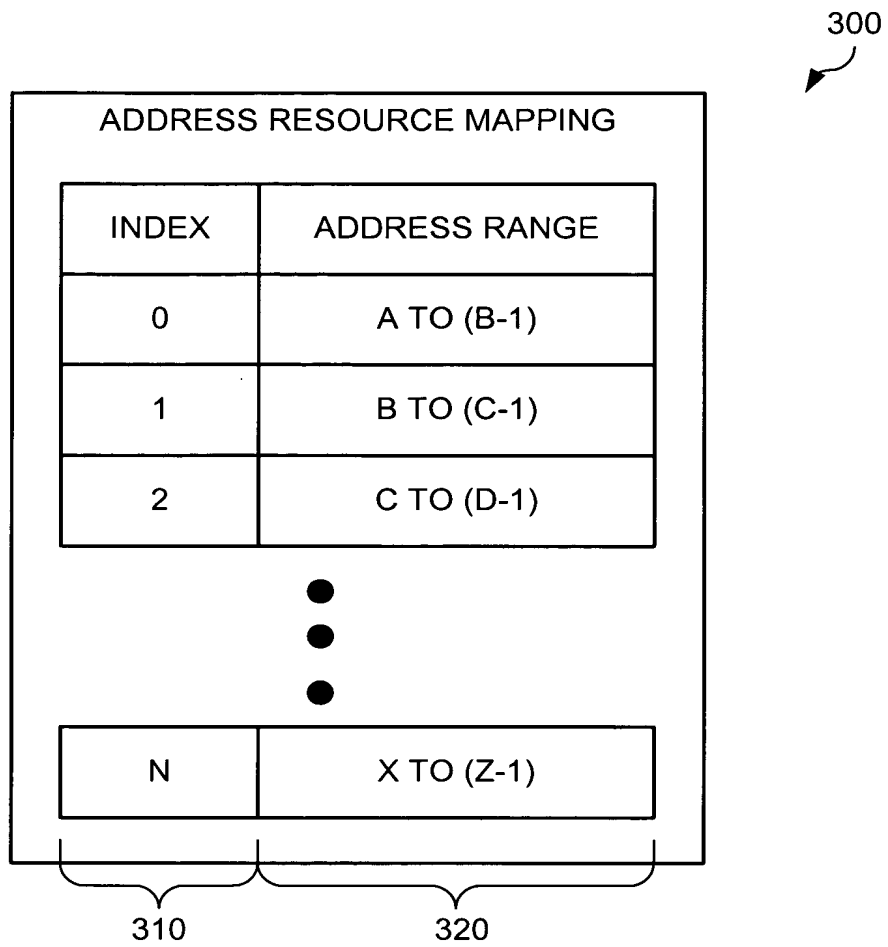 300
ADDRESS RESOURCE MAPPING
INDEX ADDRESS RANGE
0 A TO (B-1)
1 B TO (C-1)
2 C TO (D-1)
N X TO (Z-1)
310 320